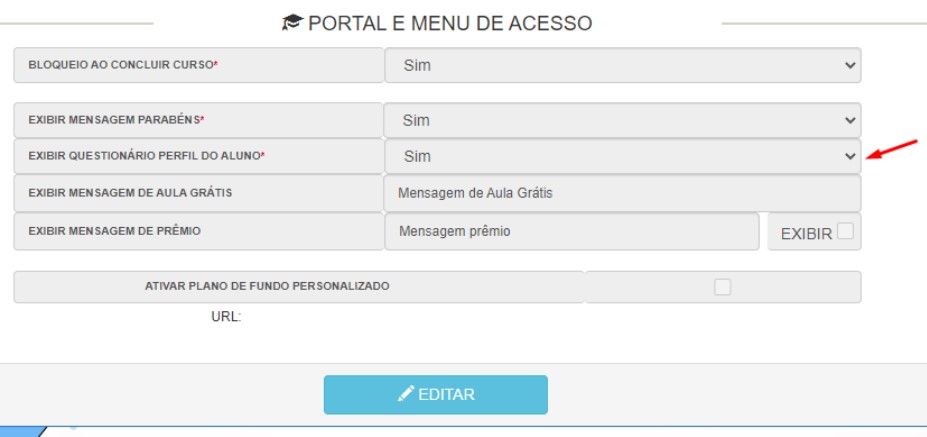 PORTAL E MENU DE ACESSO
BLOQUEIO AO CONCLUIR CURSO* Sim
EXIBIR MENSAGEM PARABÉNS* Sim
EXIBIR QUESTIONÁRIO PERFIL DO ALUNO* Sim
EXIBIR MENSAGEM DE AULA GRÁTIS Mensagem de Aula Grátis
EXIBIR MENSAGEM DE PRÊMIO Mensagem prêmio EXIBIR
ATIVAR PLANO DE FUNDO PERSONALIZADO
URL:
EDITAR